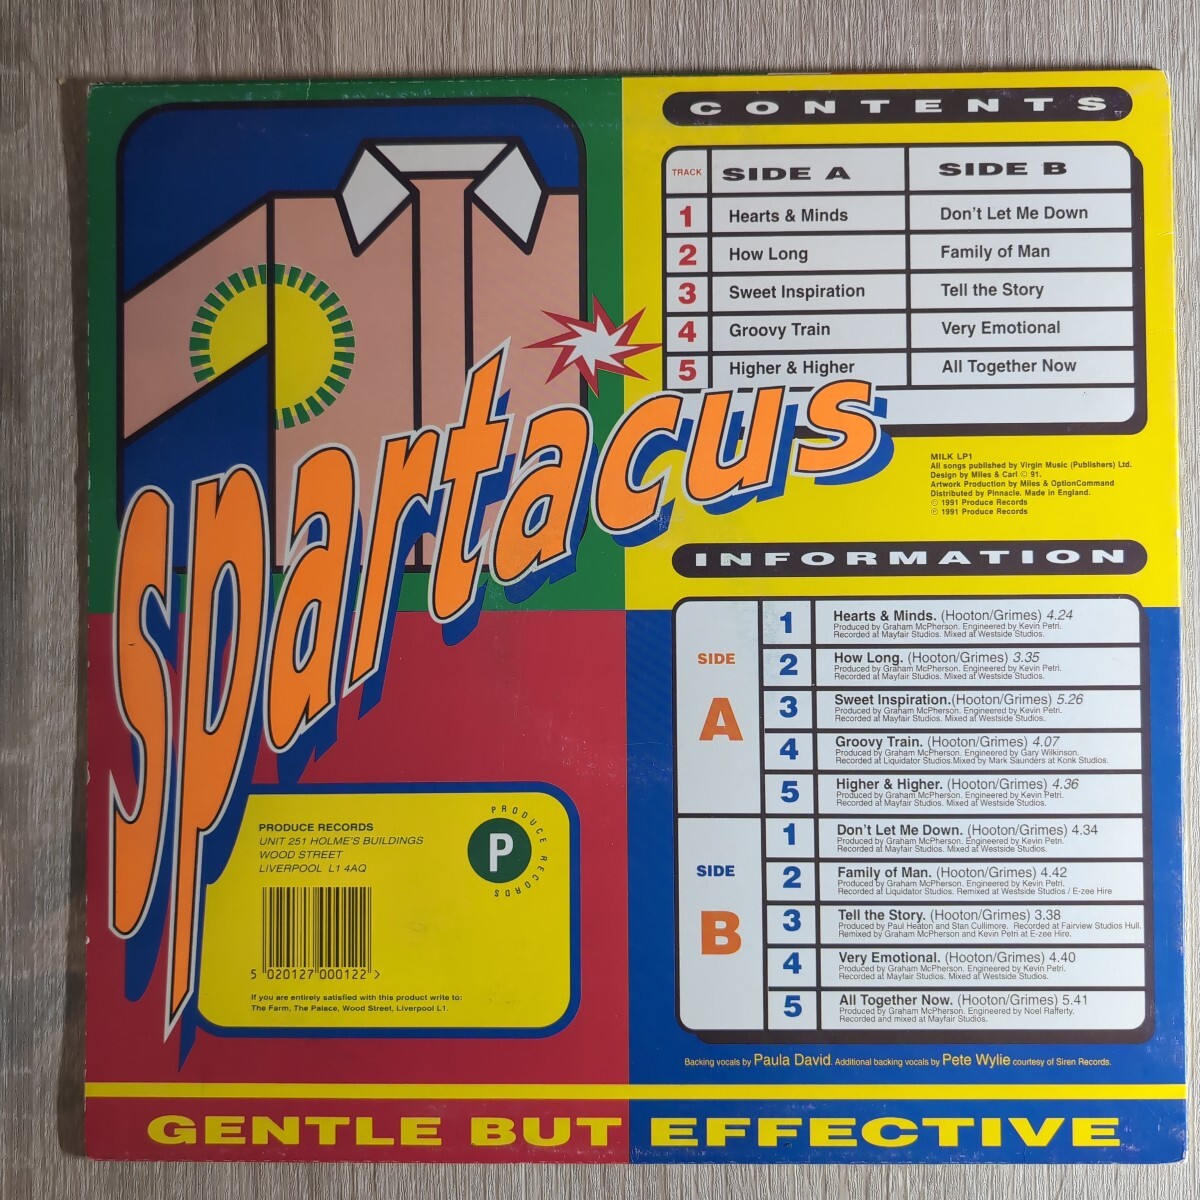 CONTENTS
TRACK SIDE A SIDE B
1 Hearts & Minds Don't Let Me Down
2 How Long Family of Man
3 Sweet Inspiration Tell the Story
4 Groovy Train Very Emotional
5 Higher & Higher All Together Now
Spartacus
MILK LP1
All songs published by Virgin Music (Publishers) Ltd.
Design by Miles & Carl © 91.
Artwork Production by Miles & OptionCommand
Distributed by Pinnacle. Made in England.
© 1991 Produce Records
℗ 1991 Produce Records
INFORMATION
SIDE A
1 Hearts & Minds. (Hooton/Grimes) 4.24
Produced by Graham McPherson. Engineered by Kevin Petri.
Recorded at Mayfair Studios. Mixed at Westside Studios.
2 How Long. (Hooton/Grimes) 3.35
Produced by Graham McPherson. Engineered by Kevin Petri.
Recorded at Mayfair Studios. Mixed at Westside Studios.
3 Sweet Inspiration.(Hooton/Grimes) 5.26
Produced by Graham McPherson. Engineered by Kevin Petri.
Recorded at Mayfair Studios. Mixed at Westside Studios.
4 Groovy Train. (Hooton/Grimes) 4.07
Produced by Graham McPherson. Engineered by Gary Wilkinson.
Recorded at Liquidator Studios.Mixed by Mark Saunders at Konk Studios.
5 Higher & Higher. (Hooton/Grimes) 4.36
Produced by Graham McPherson. Engineered by Kevin Petri.
Recorded at Mayfair Studios. Mixed at Westside Studios.
SIDE B
1 Don't Let Me Down. (Hooton/Grimes) 4.34
Produced by Graham McPherson. Engineered by Kevin Petri.
Recorded at Mayfair Studios. Mixed at Westside Studios.
2 Family of Man. (Hooton/Grimes) 4.42
Produced by Graham McPherson. Engineered by Kevin Petri.
Recorded at Liquidator Studios. Remixed at Westside Studios / E-zee Hire
3 Tell the Story. (Hooton/Grimes) 3.38
Produced by Paul Heaton and Stan Cullimore. Recorded at Fairview Studios Hull.
Remixed by Graham McPherson and Kevin Petri at E-zee Hire.
4 Very Emotional. (Hooton/Grimes) 4.40
Produced by Graham McPherson. Engineered by Kevin Petri.
Recorded at Mayfair Studios. Mixed at Westside Studios.
5 All Together Now. (Hooton/Grimes) 5.41
Produced by Graham McPherson. Engineered by Noel Rafferty.
Recorded and mixed at Mayfair Studios.
Backing vocals by Paula David. Additional backing vocals by Pete Wylie courtesy of Siren Records.
PRODUCE RECORDS
UNIT 251 HOLME'S BUILDINGS
WOOD STREET
LIVERPOOL L1 4AQ
PRODUCE RECORDS
P
5 020127 000122 >
If you are entirely satisfied with this product write to:
The Farm, The Palace, Wood Street, Liverpool L1.
GENTLE BUT EFFECTIVE